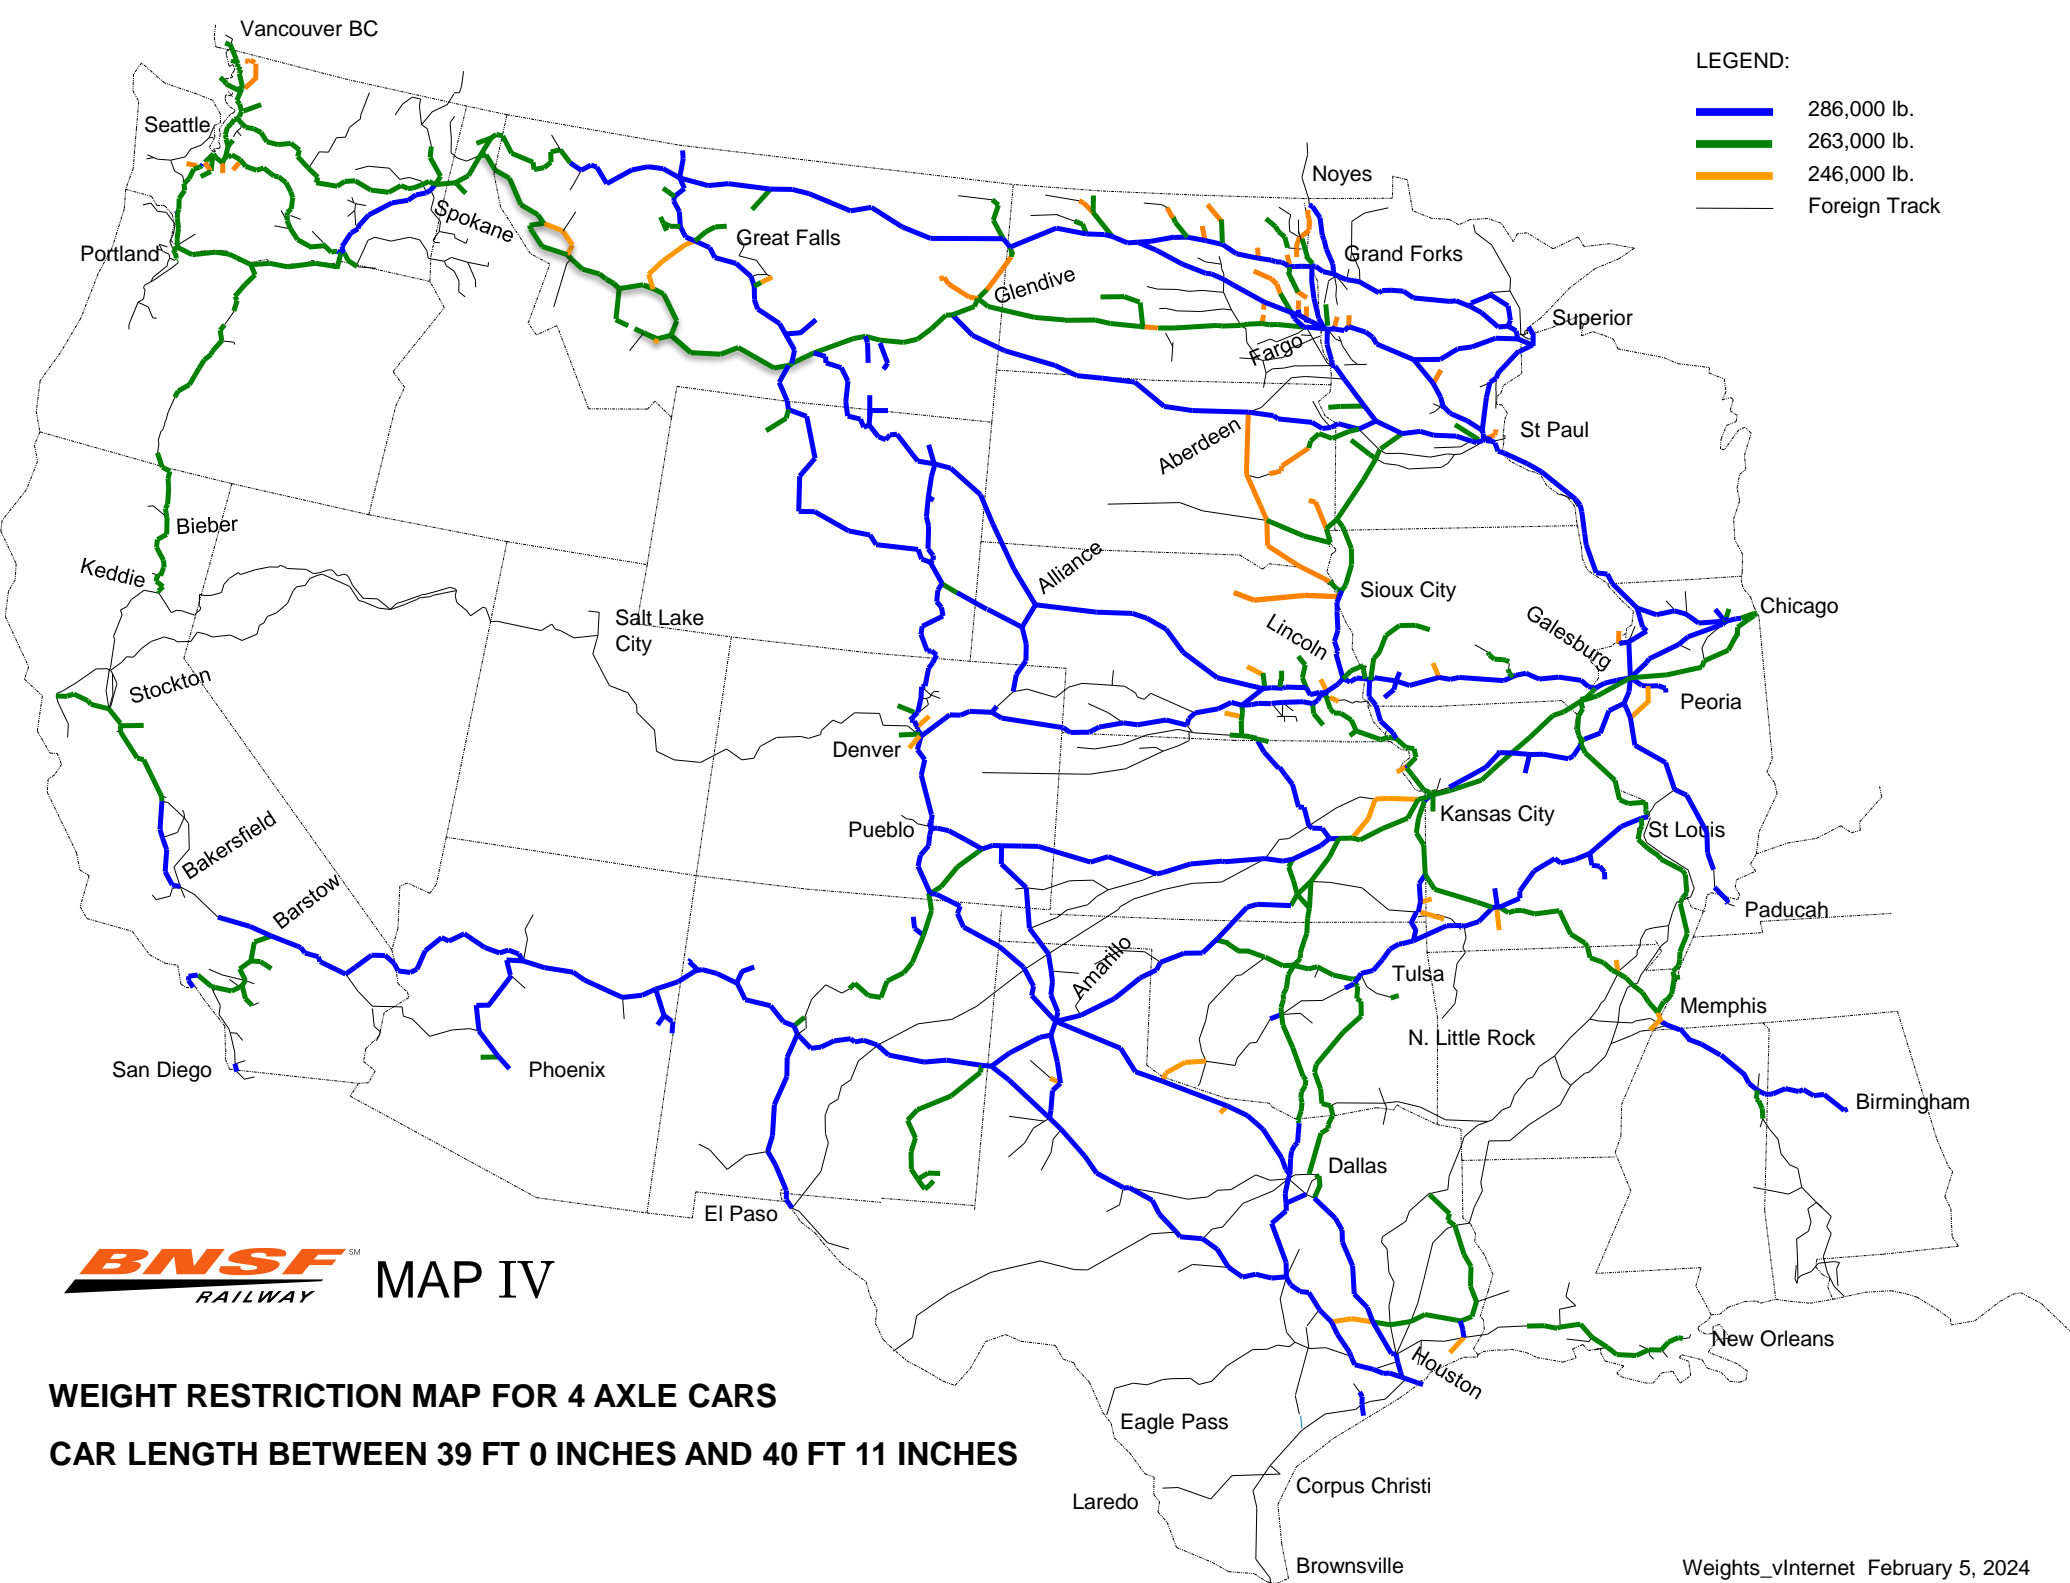 Vancouver BC
LEGEND:
286,000 lb.
263,000 lb.
246,000 lb.
Foreign Track
Seattle
Noyes
Spokane
Portland
Great Falls
Grand Forks
Glendive
Superior
Fargo
Aberdeen
St Paul
Bieber
Keddie
Alliance
Sioux City
Salt Lake
City
Lincoln
Galesburg
Chicago
Stockton
Peoria
Denver
Pueblo
Kansas City
St Louis
Bakersfield
Barstow
Paducah
Amarillo
Tulsa
Memphis
N. Little Rock
San Diego
Phoenix
Birmingham
Dallas
El Paso
BNSF SM
RAILWAY
MAP IV
New Orleans
Houston
WEIGHT RESTRICTION MAP FOR 4 AXLE CARS
Eagle Pass
CAR LENGTH BETWEEN 39 FT 0 INCHES AND 40 FT 11 INCHES
Corpus Christi
Laredo
Brownsville
Weights_vInternet February 5, 2024